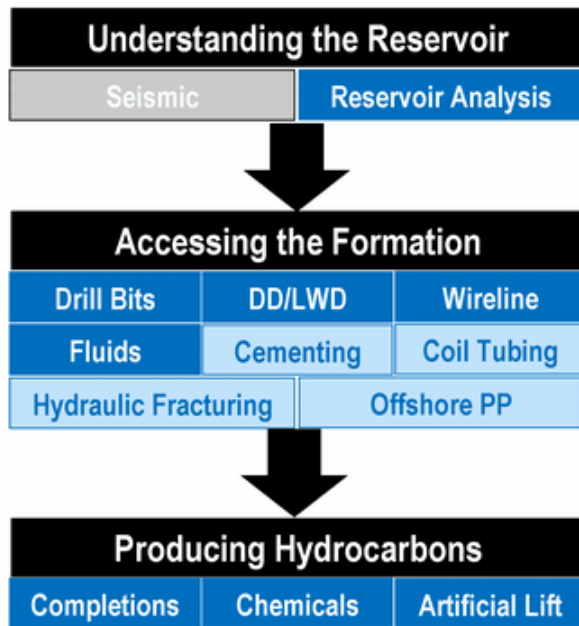 Understanding the Reservoir
Seismic
Reservoir Analysis
Accessing the Formation
Drill Bits
DD/LWD
Wireline
Fluids
Cementing
Coil Tubing
Hydraulic Fracturing
Offshore PP
Producing Hydrocarbons
Completions
Chemicals
Artificial Lift